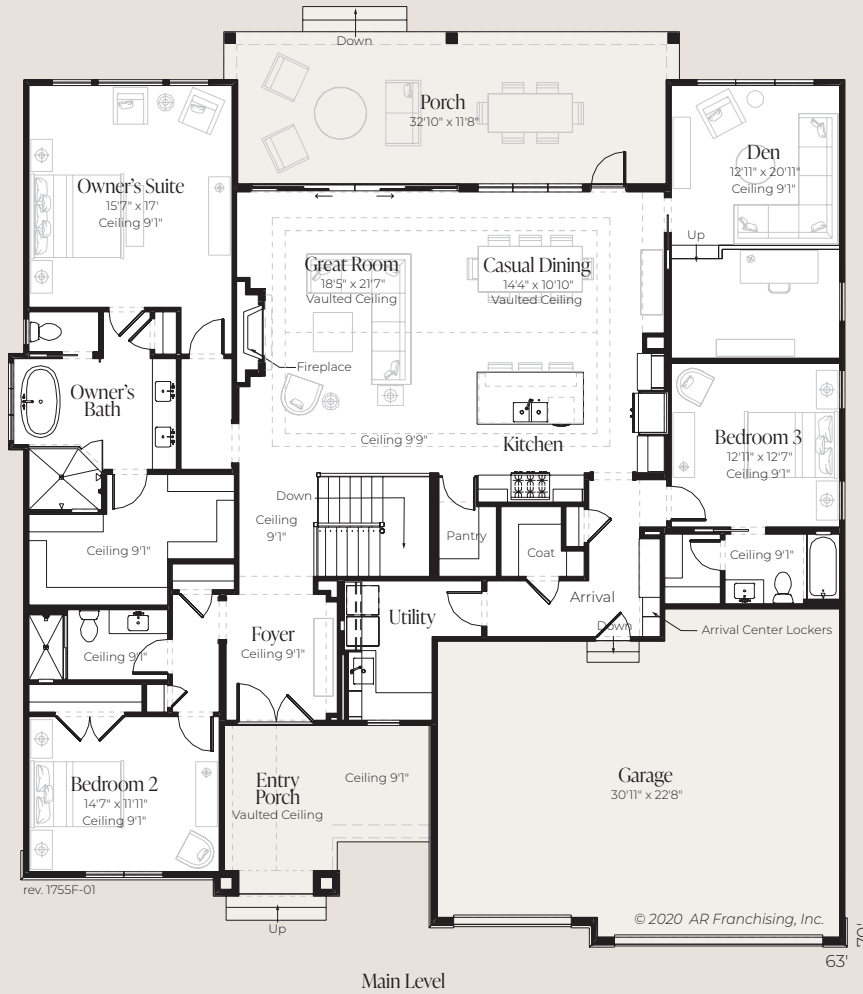 Down
Porch
32'10" x 11'8"
Owner's Suite
15'7" x 17'
Ceiling 9'1"
Den
12'11" x 20'11"
Ceiling 9'1"
Up
Great Room
18'5" x 21'7"
Vaulted Ceiling
Casual Dining
14'4" x 10'10"
Vaulted Ceiling
Fireplace
Owner's
Bath
Ceiling 9'9"
Kitchen
Bedroom 3
12'11" x 12'7"
Ceiling 9'1"
Down
Ceiling
9'1"
Pantry
Coat
Ceiling 9'1"
Ceiling 9'1"
Arrival
Utility
Down
Arrival Center Lockers
Foyer
Ceiling 9'1"
Ceiling 9'1"
Bedroom 2
14'7" x 11'11"
Ceiling 9'1"
Entry
Porch
Vaulted Ceiling
Ceiling 9'1"
Garage
30'11" x 22'8"
rev. 1755F-01
Up
© 2020 AR Franchising, Inc.
70'
63'
Main Level